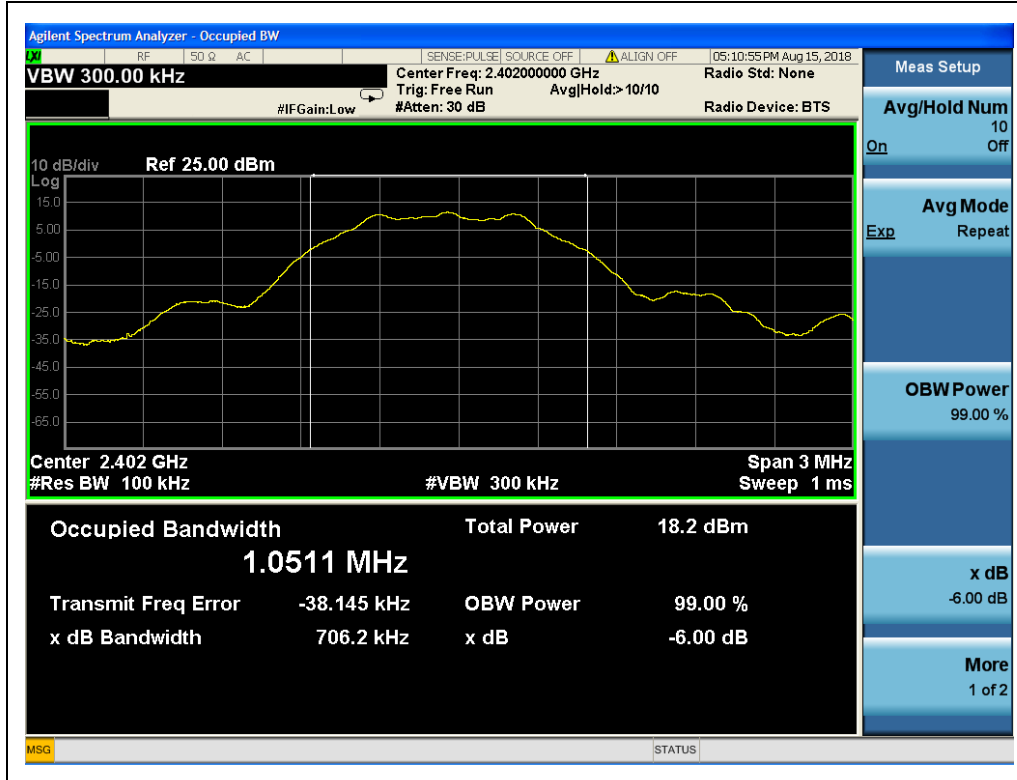 Agilent Spectrum Analyzer - Occupied BW
LXI RF 50 Ω AC SENSE:PULSE SOURCE OFF ALIGN OFF 05:10:55 PM Aug 15, 2018
VBW 300.00 kHz
Center Freq: 2.402000000 GHz
Radio Std: None
Trig: Free Run Avg|Hold:>10/10
#IFGain:Low #Atten: 30 dB
Radio Device: BTS
10 dB/div Ref 25.00 dBm
Log
15.0
5.00
-5.00
-15.0
-25.0
-35.0
-45.0
-55.0
-65.0
Center 2.402 GHz Span 3 MHz
#Res BW 100 kHz #VBW 300 kHz Sweep 1 ms
Occupied Bandwidth Total Power 18.2 dBm
1.0511 MHz
Transmit Freq Error -38.145 kHz OBW Power 99.00 %
x dB Bandwidth 706.2 kHz x dB -6.00 dB
Meas Setup
Avg/Hold Num
10
On Off
Avg Mode
Exp Repeat
OBW Power
99.00 %
x dB
-6.00 dB
More
1 of 2
MSG STATUS